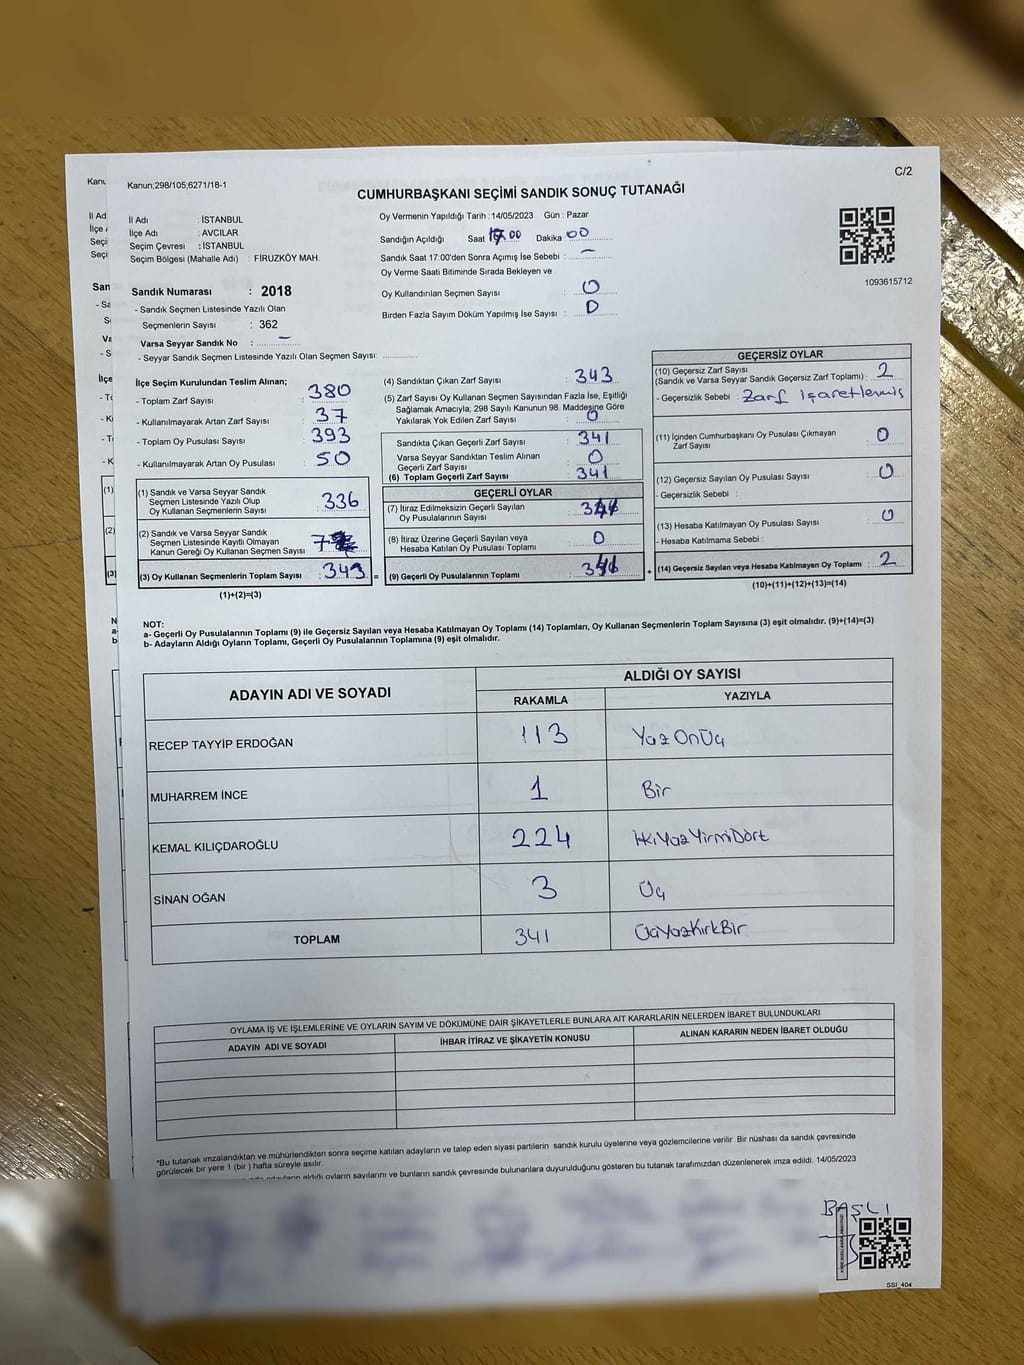 C/2
Kanun;298/105;6271/18-1
CUMHURBAŞKANI SEÇİMİ SANDIK SONUÇ TUTANAĞI
İl Adı : İSTANBUL
İlçe Adı : AVCILAR
Seçim Çevresi : İSTANBUL
Seçim Bölgesi (Mahalle Adı) : FİRUZKÖY MAH.
Oy Vermenin Yapıldığı Tarih :14/05/2023 Gün : Pazar
Sandığın Açıldığı Saat 17.00 Dakika 00
Sandık Saat 17:00'den Sonra Açımış İse Sebebi : –
Oy Verme Saati Bitiminde Sırada Bekleyen ve
Oy Kullandırılan Seçmen Sayısı : 0
Birden Fazla Sayım Döküm Yapılmış İse Sayısı : 0
1093615712
Sandık Numarası : 2018
- Sandık Seçmen Listesinde Yazılı Olan
Seçmenlerin Sayısı : 362
Varsa Seyyar Sandık No : –
- Seyyar Sandık Seçmen Listesinde Yazılı Olan Seçmen Sayısı:
İlçe Seçim Kurulundan Teslim Alınan;
- Toplam Zarf Sayısı : 380
- Kullanılmayarak Artan Zarf Sayısı : 37
- Toplam Oy Pusulası Sayısı : 393
- Kullanılmayarak Artan Oy Pusulası : 50
(1) Sandık ve Varsa Seyyar Sandık
Seçmen Listesinde Yazılı Olup
Oy Kullanan Seçmenlerin Sayısı : 336
(2) Sandık ve Varsa Seyyar Sandık
Seçmen Listesinde Kayıtlı Olmayan
Kanun Gereği Oy Kullanan Seçmen Sayısı : 7
(3) Oy Kullanan Seçmenlerin Toplam Sayısı : 343 =
(1)+(2)=(3)
(4) Sandıktan Çıkan Zarf Sayısı : 343
(5) Zarf Sayısı Oy Kullanan Seçmen Sayısından Fazla İse, Eşitliği
Sağlamak Amacıyla; 298 Sayılı Kanunun 98. Maddesine Göre
Yakılarak Yok Edilen Zarf Sayısı : 0
Sandıkta Çıkan Geçerli Zarf Sayısı : 341
Varsa Seyyar Sandıktan Teslim Alınan
Geçerli Zarf Sayısı : 0
(6) Toplam Geçerli Zarf Sayısı : 341
GEÇERLİ OYLAR
(7) İtiraz Edilmeksizin Geçerli Sayılan
Oy Pusulalarının Sayısı :
(8) İtiraz Üzerine Geçerli Sayılan veya
Hesaba Katılan Oy Pusulası Toplamı : 0
(9) Geçerli Oy Pusulalarının Toplamı : +
GEÇERSİZ OYLAR
(10) Geçersiz Zarf Sayısı
(Sandık ve Varsa Seyyar Sandık Geçersiz Zarf Toplamı) : 2
- Geçersizlik Sebebi : Zarf İşaretlemiş
(11) İçinden Cumhurbaşkanı Oy Pusulası Çıkmayan
Zarf Sayısı : 0
(12) Geçersiz Sayılan Oy Pusulası Sayısı : 0
- Geçersizlik Sebebi :
(13) Hesaba Katılmayan Oy Pusulası Sayısı : 0
- Hesaba Katılmama Sebebi :
(14) Geçersiz Sayılan veya Hesaba Katılmayan Oy Toplamı : 2
(10)+(11)+(12)+(13)=(14)
NOT:
a- Geçerli Oy Pusulalarının Toplamı (9) ile Geçersiz Sayılan veya Hesaba Katılmayan Oy Toplamı (14) Toplamları, Oy Kullanan Seçmenlerin Toplam Sayısına (3) eşit olmalıdır. (9)+(14)=(3)
b- Adayların Aldığı Oyların Toplamı, Geçerli Oy Pusulalarının Toplamına (9) eşit olmalıdır.
ADAYIN ADI VE SOYADI
ALDIĞI OY SAYISI
RAKAMLA YAZIYLA
RECEP TAYYİP ERDOĞAN 113 YüzOnÜç
MUHARREM İNCE 1 Bir
KEMAL KILIÇDAROĞLU 224 İkiYüzYirmiDört
SİNAN OĞAN 3 Üç
TOPLAM 341 ÜçYüzKırkBir
OYLAMA İŞ VE İŞLEMLERİNE VE OYLARIN SAYIM VE DÖKÜMÜNE DAİR ŞİKAYETLERLE BUNLARA AİT KARARLARIN NELERDEN İBARET BULUNDUKLARI
ADAYIN ADI VE SOYADI İHBAR İTİRAZ VE ŞİKAYETİN KONUSU ALINAN KARARIN NEDEN İBARET OLDUĞU
*Bu tutanak imzalandıktan ve mühürlendikten sonra seçime katılan adayların ve talep eden siyasi partilerin sandık kurulu üyelerine veya gözlemcilerine verilir. Bir nüshası da sandık çevresinde
görülecek bir yere 1 (bir ) hafta süreyle asılır.
adayların aldığı oyların sayılarını ve bunların sandık çevresinde bulunanlara duyurulduğunu gösteren bu tutanak tarafımızdan düzenlenerek imza edildi. 14/05/2023
BAŞLI
SSI_404